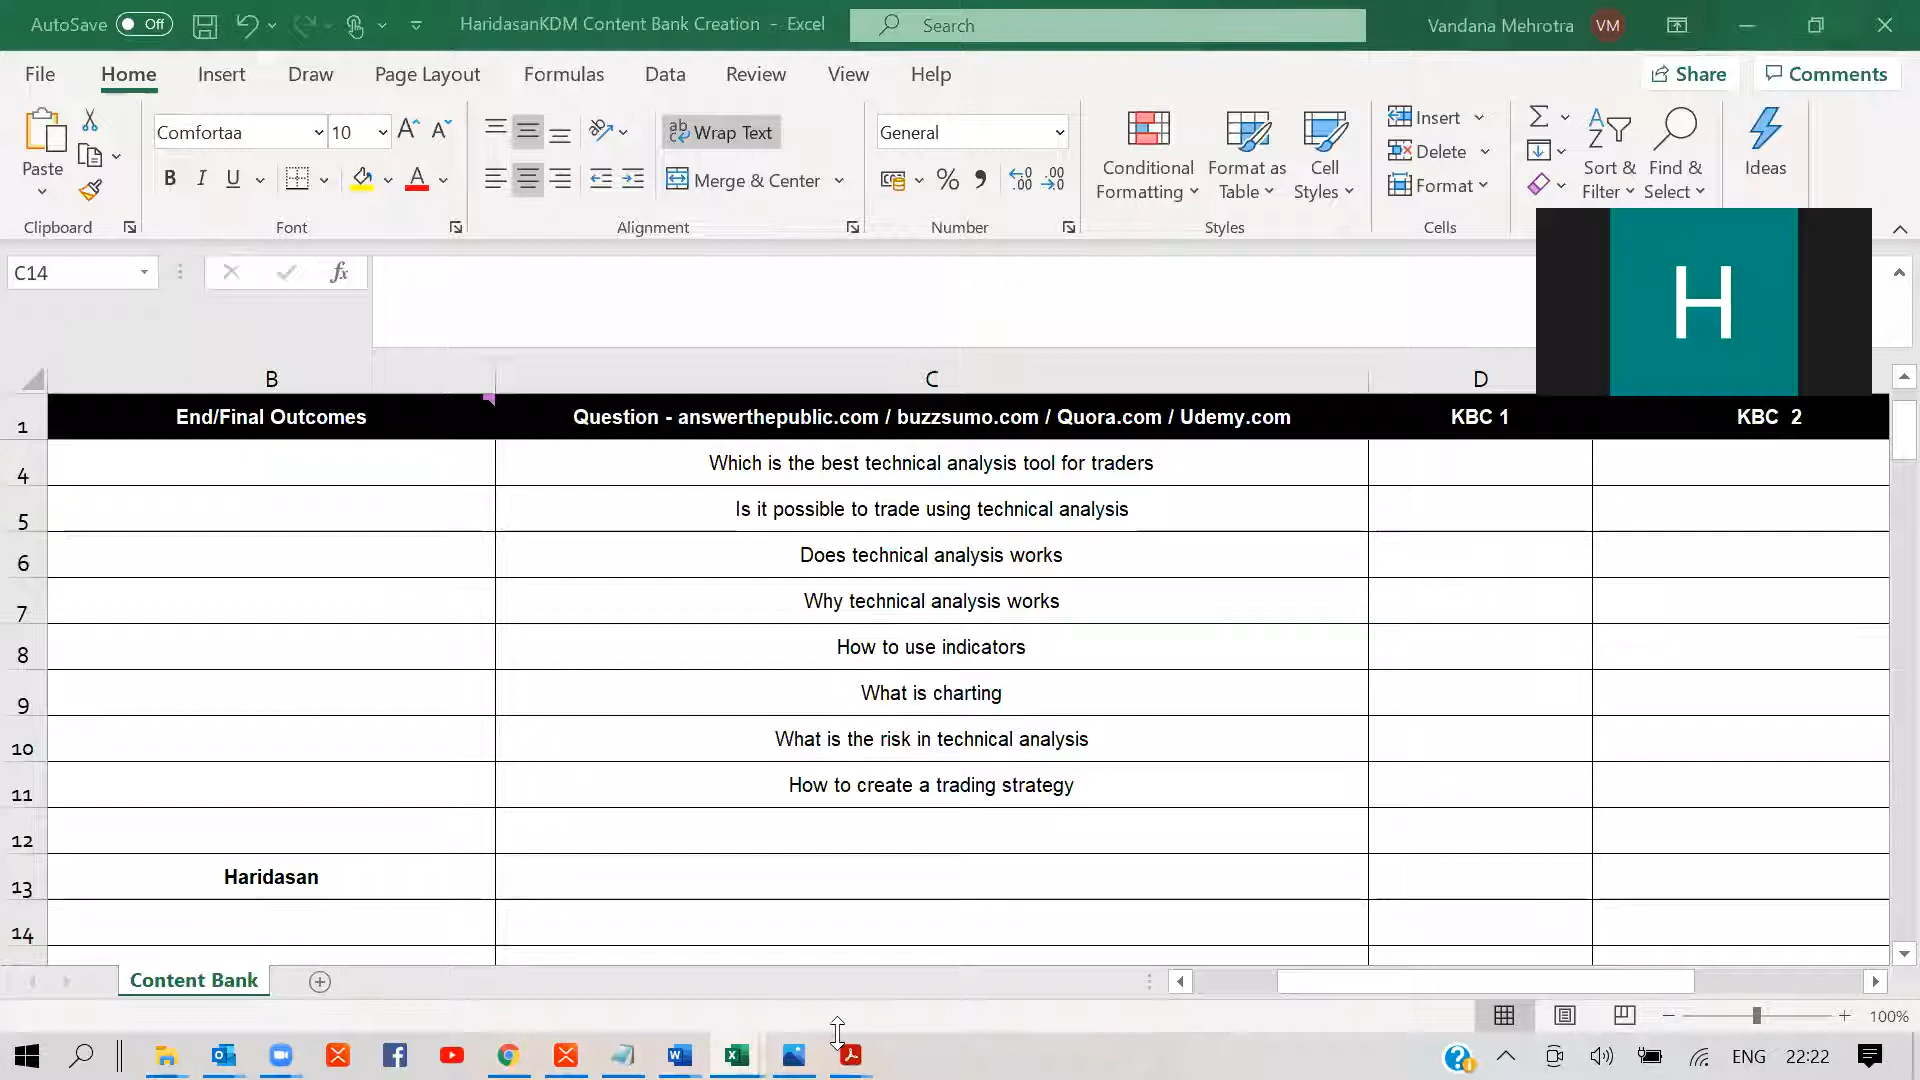 AutoSave Off HaridasanKDM Content Bank Creation - Excel Search Vandana Mehrotra VM
File Home Insert Draw Page Layout Formulas Data Review View Help Share Comments
Paste Comfortaa 10 Wrap Text General Conditional Formatting Format as Table Cell Styles Insert Sort & Filter Find & Select Ideas
B I U Merge & Center Delete
Format
Clipboard Font Alignment Number Styles Cells
C14 fx
H
B C D
1 End/Final Outcomes Question - answerthepublic.com / buzzsumo.com / Quora.com / Udemy.com KBC 1 KBC 2
4 Which is the best technical analysis tool for traders
5 Is it possible to trade using technical analysis
6 Does technical analysis works
7 Why technical analysis works
8 How to use indicators
9 What is charting
10 What is the risk in technical analysis
11 How to create a trading strategy
12
13 Haridasan
14
Content Bank
100%
ENG 22:22